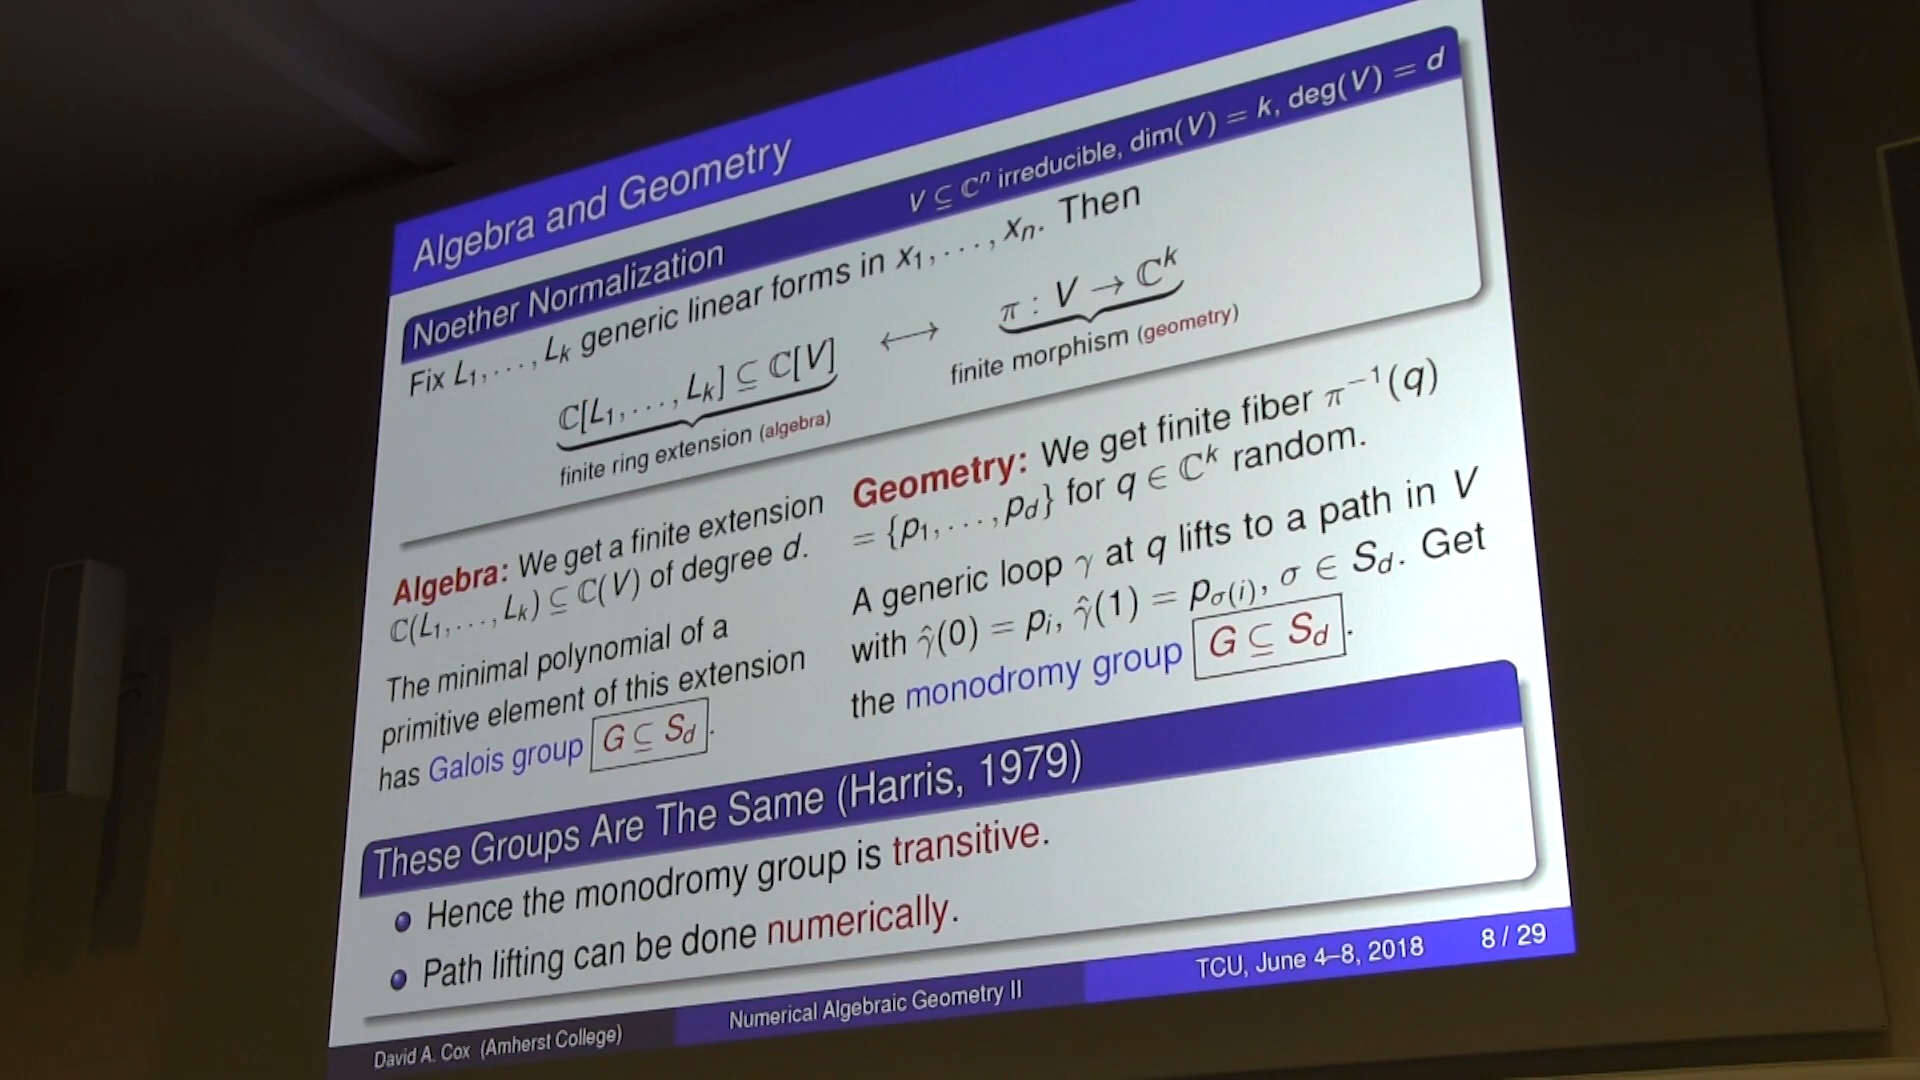 Algebra and Geometry
Noether Normalization V ⊆ ℂⁿ irreducible, dim(V) = k, deg(V) = d
Fix L₁, . . . , Lₖ generic linear forms in x₁, . . . , xₙ. Then
ℂ[L₁, . . . , Lₖ] ⊆ ℂ[V] ⟷ π : V → ℂᵏ
finite ring extension (algebra) finite morphism (geometry)
Algebra: We get a finite extension
ℂ(L₁, . . . , Lₖ) ⊆ ℂ(V) of degree d.
The minimal polynomial of a
primitive element of this extension
has Galois group G ⊆ S_d.
Geometry: We get finite fiber π⁻¹(q)
= {p₁, . . . , p_d} for q ∈ ℂᵏ random.
A generic loop γ at q lifts to a path in V
with γ̂(0) = pᵢ, γ̂(1) = p_σ(i), σ ∈ S_d. Get
the monodromy group G ⊆ S_d.
These Groups Are The Same (Harris, 1979)
Hence the monodromy group is transitive.
Path lifting can be done numerically.
David A. Cox (Amherst College) Numerical Algebraic Geometry II TCU, June 4–8, 2018 8 / 29